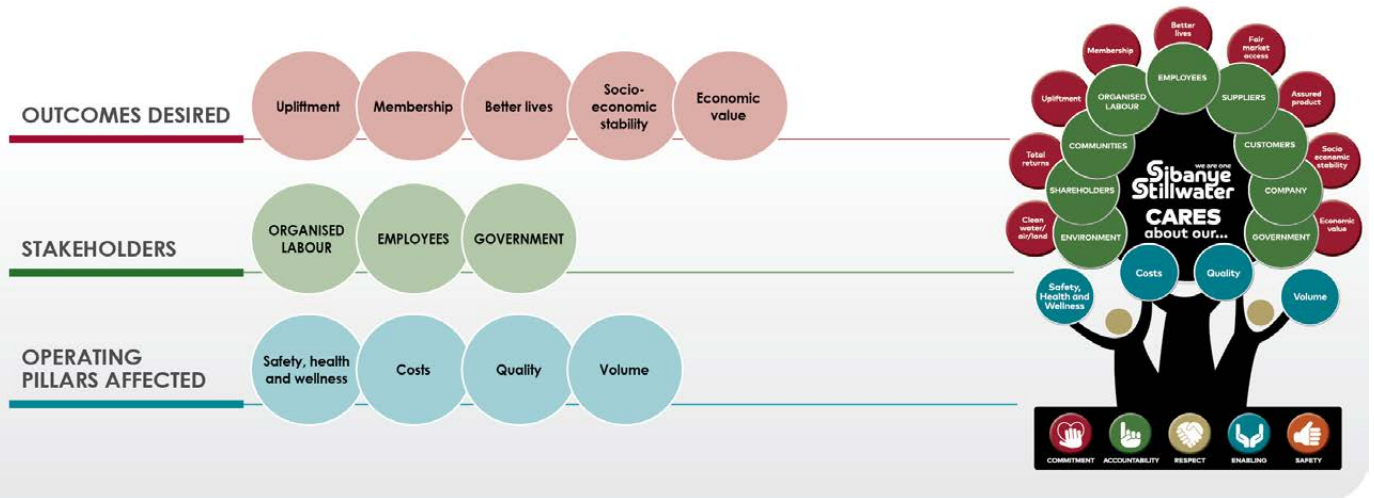 OUTCOMES DESIRED
Upliftment
Membership
Better lives
Socio-
economic
stability
Economic
value
STAKEHOLDERS
ORGANISED
LABOUR
EMPLOYEES
GOVERNMENT
OPERATING
PILLARS AFFECTED
Safety, health
and wellness
Costs
Quality
Volume
Better
lives
Membership
Fair
market
access
Upliftment
Assured
product
Total
returns
Socio
economic
stability
Clean
water/
air/land
Economic
value
EMPLOYEES
ORGANISED
LABOUR
SUPPLIERS
COMMUNITIES
CUSTOMERS
SHAREHOLDERS
COMPANY
ENVIRONMENT
GOVERNMENT
we are one
Sibanye
Stillwater
CARES
about our...
Costs
Quality
Safety,
Health and
Wellness
Volume
COMMITMENT
ACCOUNTABILITY
RESPECT
ENABLING
SAFETY